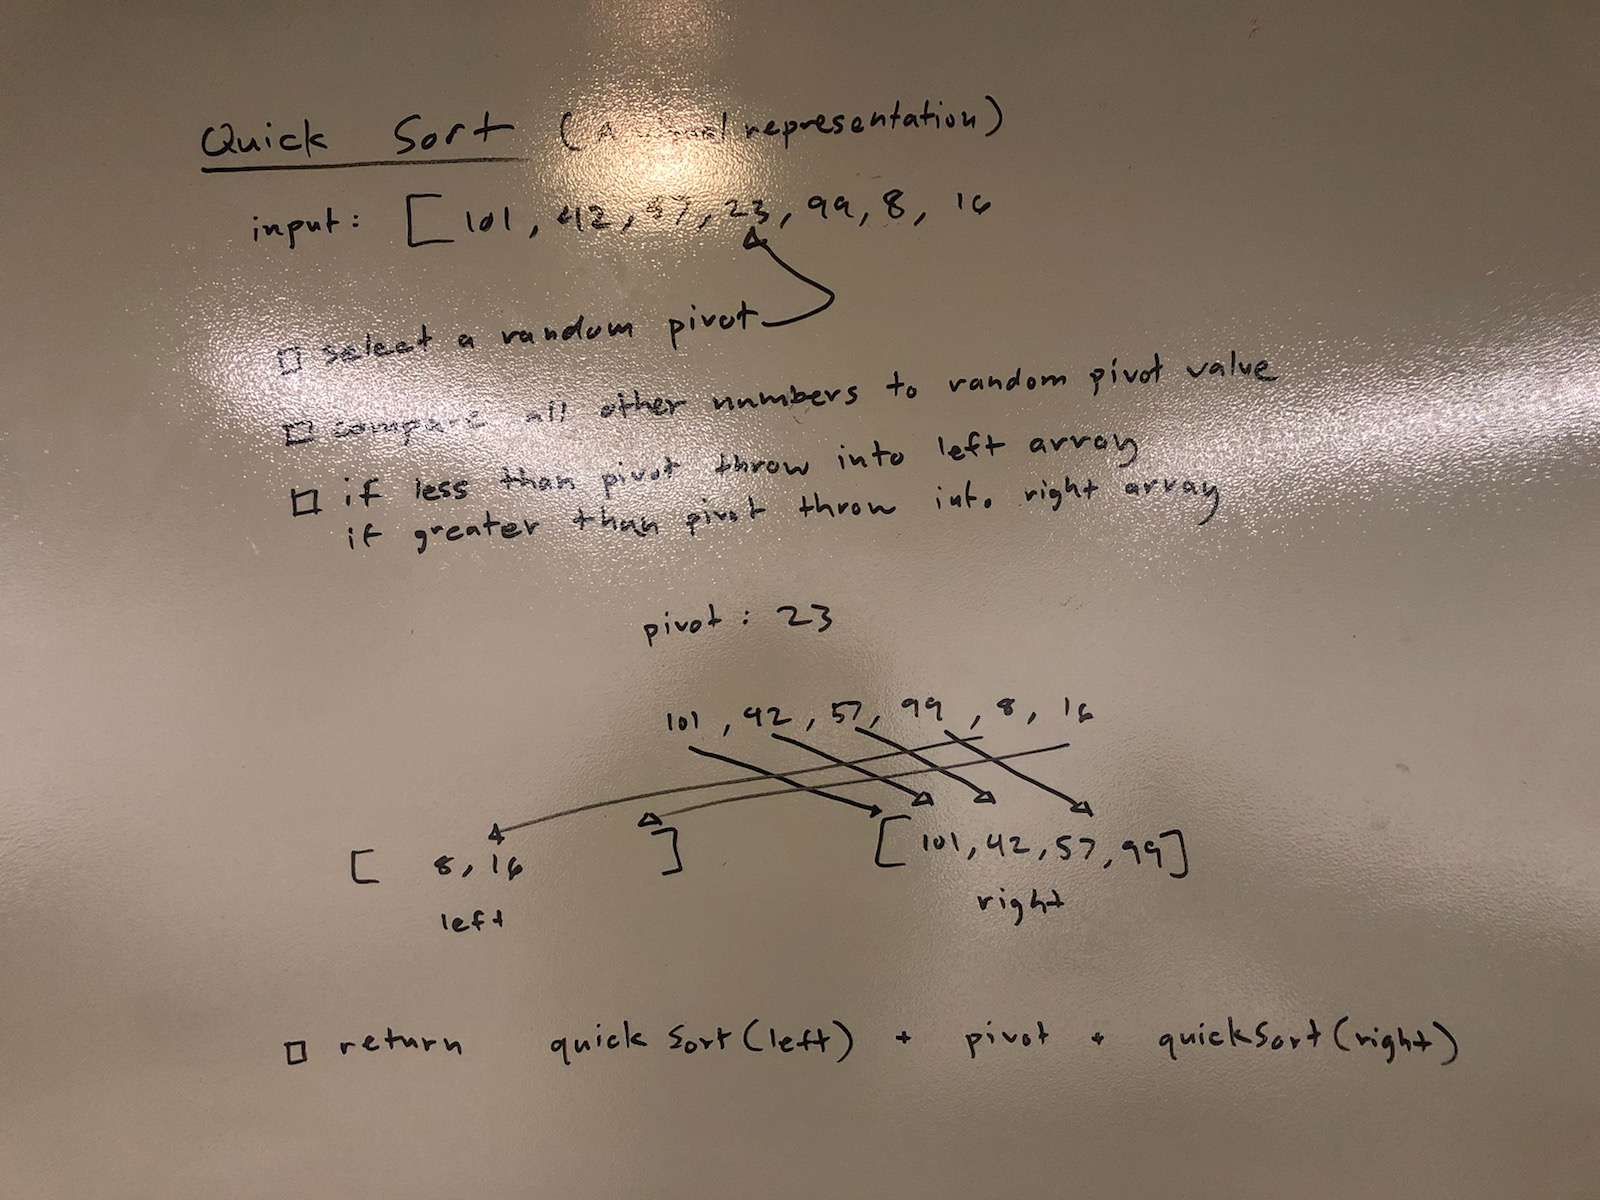 Quick Sort (A visual representation)
input: [101, 42, 57, 23, 99, 8, 16
select a random pivot
compare all other numbers to random pivot value
if less than pivot throw into left array
if greater than pivot throw into right array
pivot: 23
101, 42, 57, 99, 8, 16
[ 8, 16 ] [101, 42, 57, 99]
left right
return quickSort(left) + pivot + quickSort(right)